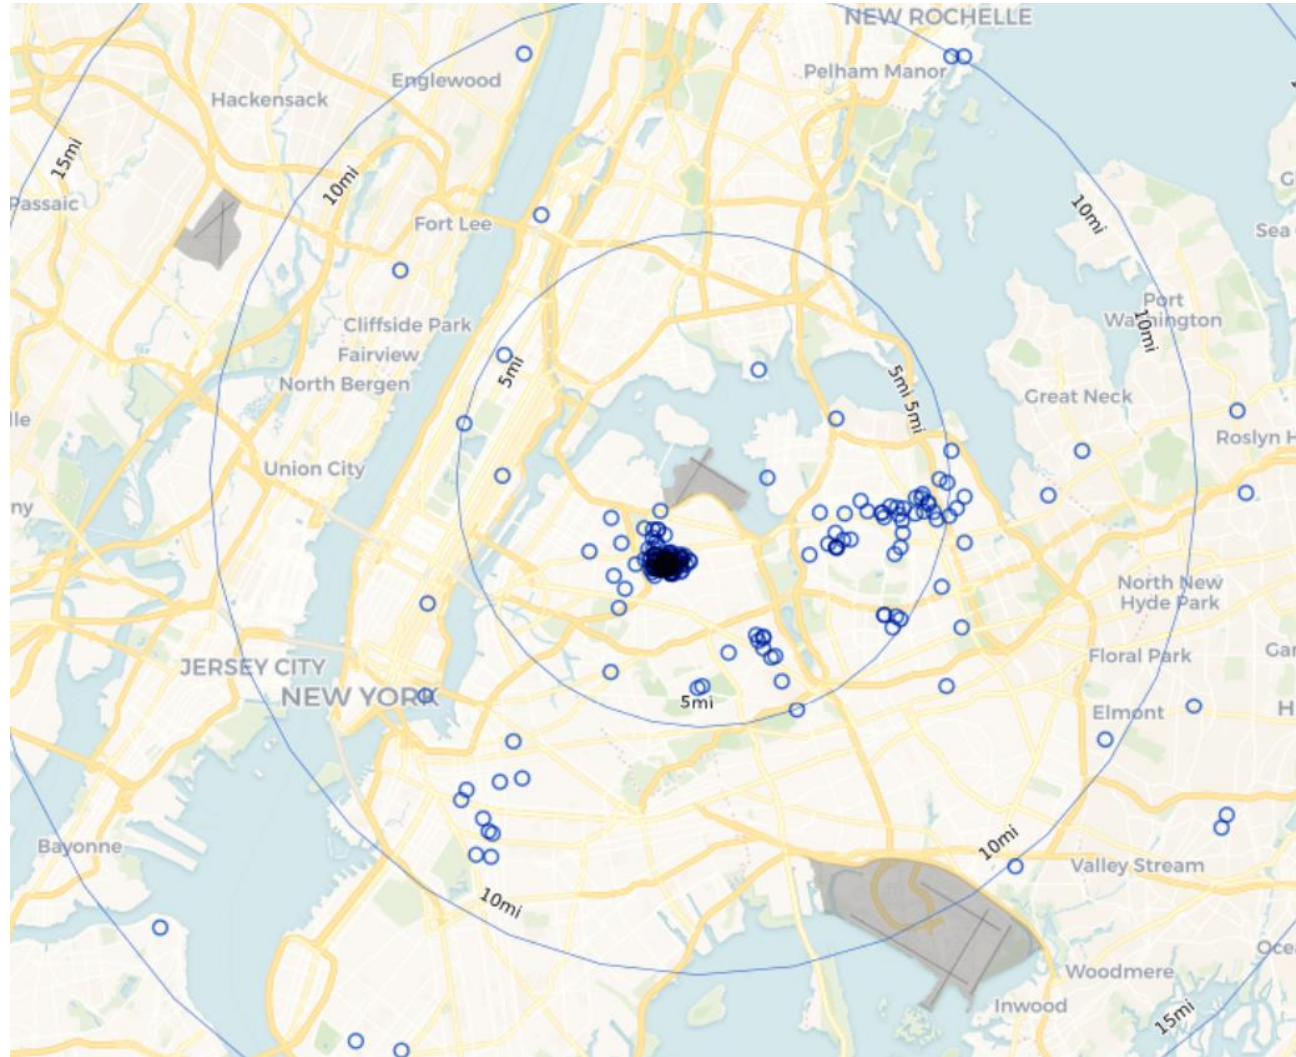 NEW ROCHELLE
Pelham Manor
Englewood
Hackensack
15mi
10mi
Passaic
Fort Lee
10mi
Sea
Port
Washington
10mi
Cliffside Park
Fairview
North Bergen
5mi
5mi 5mi
Great Neck
Roslyn H
lle
Union City
ny
North New
Hyde Park
JERSEY CITY
NEW YORK
Floral Park
Gar
5mi
Elmont
H
Bayonne
10mi
Valley Stream
10mi
Woodmere
Oce
Inwood
15mi